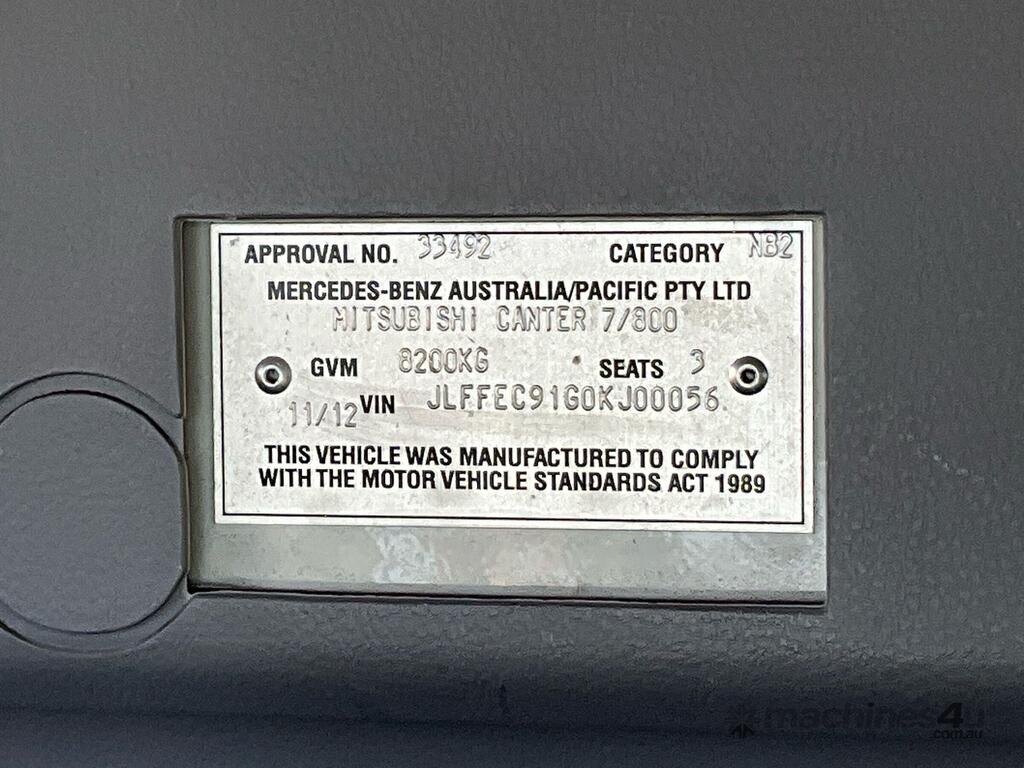 APPROVAL NO. 33492 CATEGORY NB2
MERCEDES-BENZ AUSTRALIA/PACIFIC PTY LTD
MITSUBISHI CANTER 7/800
GVM 8200KG SEATS 3
11/12 VIN JLFFEC91G0KJ00056
THIS VEHICLE WAS MANUFACTURED TO COMPLY
WITH THE MOTOR VEHICLE STANDARDS ACT 1989
machines4u
.com.au